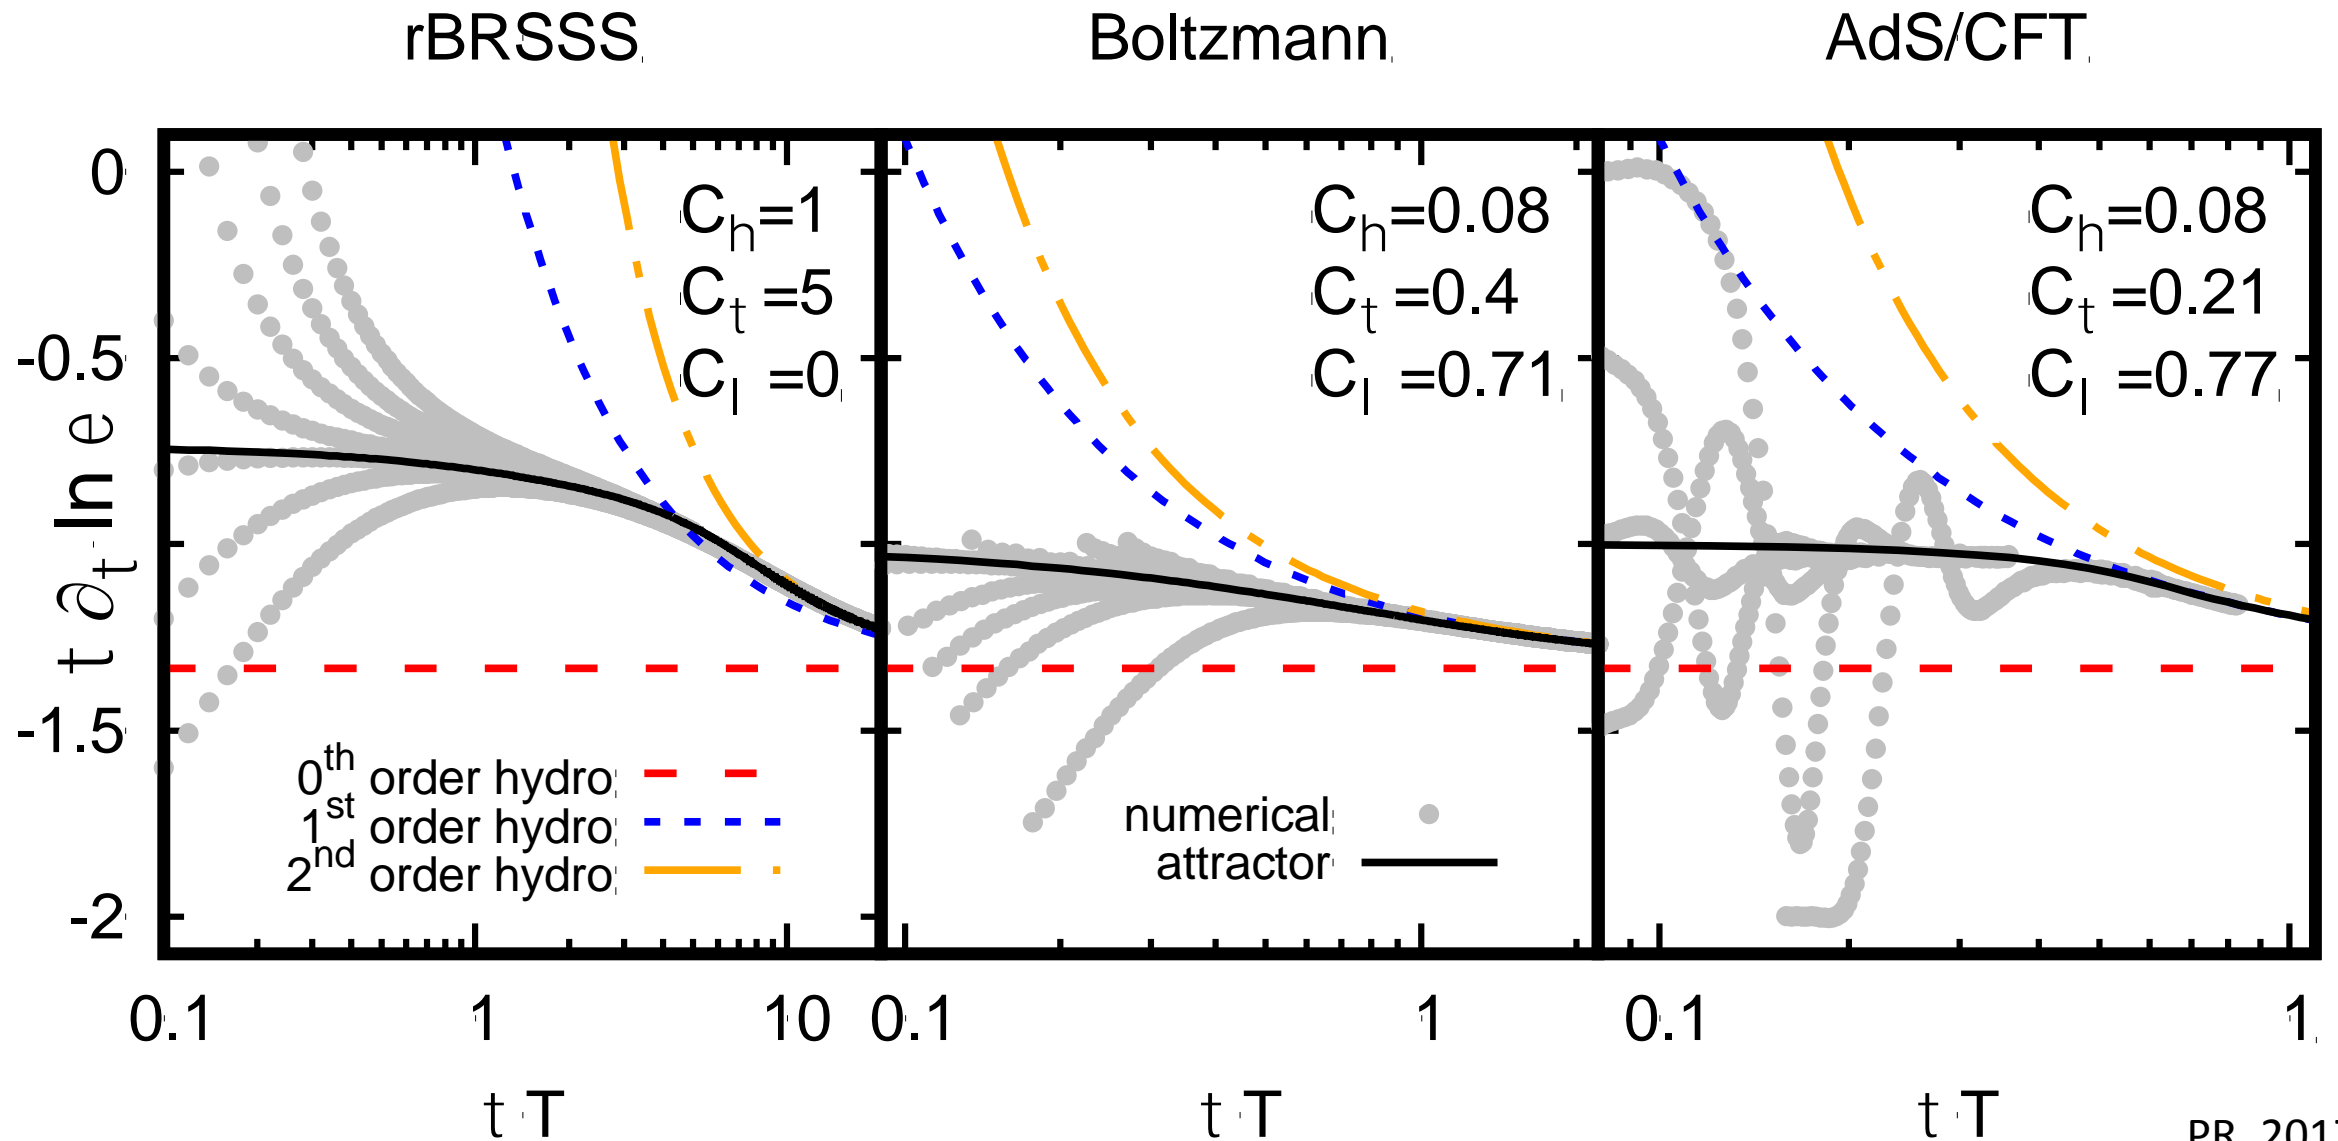 rBRSSS Boltzmann AdS/CFT
0
-0.5
-1.5
-2
t ∂t ln e
Ch=1
Ct =5
Cl =0
Ch=0.08
Ct =0.4
Cl =0.71
Ch=0.08
Ct =0.21
Cl =0.77
0th order hydro
1st order hydro
2nd order hydro
numerical
attractor
0.1 1 10 0.1 1 0.1 1
t T t T t T
PR, 2017